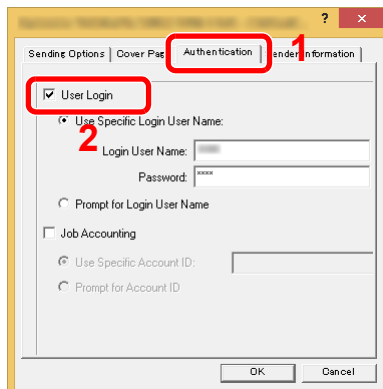 ? ×
Sending Options Cover Pag Authentication ender Information
1
User Login
Use Specific Login User Name:
2
Login User Name:
Password: ****
Prompt for Login User Name
Job Accounting
Use Specific Account ID:
Prompt for Account ID
OK Cancel